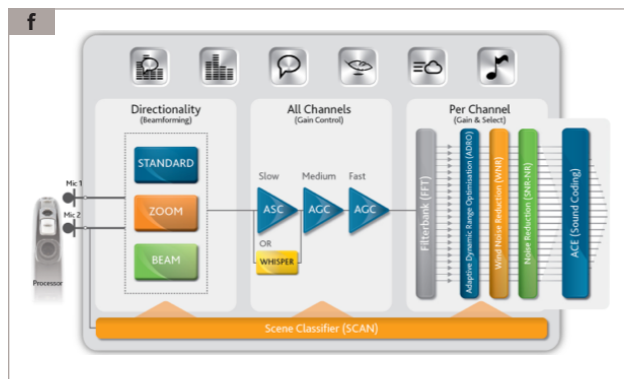 f
Directionality
(Beamforming)
All Channels
(Gain Control)
Per Channel
(Gain & Select)
Mic 1
Mic 2
Processor
STANDARD
ZOOM
BEAM
Slow
Medium
Fast
ASC
AGC
AGC
OR
WHISPER
Filterbank (FFT)
Adaptive Dynamic Range Optimisation (ADRO)
Wind Noise Reduction (WNR)
Noise Reduction (SNR-NR)
ACE (Sound Coding)
Scene Classifier (SCAN)